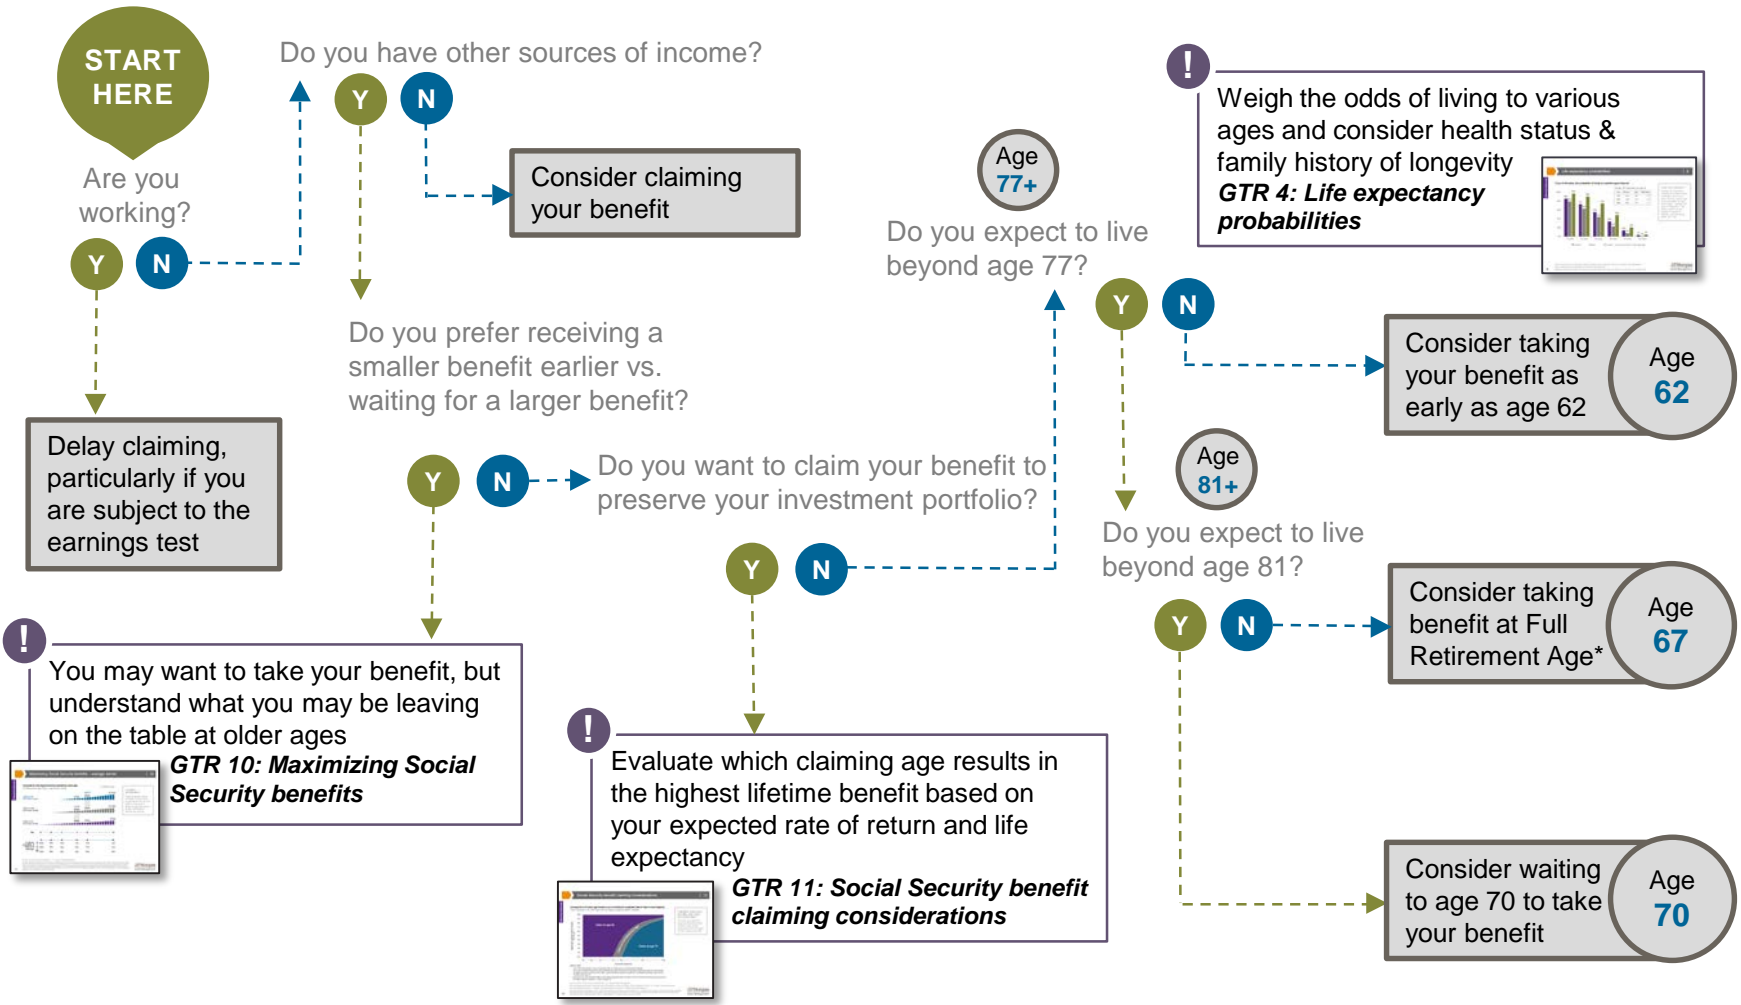 START
HERE
Are you
working?
Y
N
Do you have other sources of income?
Y
N
Consider claiming
your benefit
Delay claiming,
particularly if you
are subject to the
earnings test
Do you prefer receiving a
smaller benefit earlier vs.
waiting for a larger benefit?
Y
N
!
You may want to take your benefit, but
understand what you may be leaving
on the table at older ages
GTR 10: Maximizing Social
Security benefits
Do you want to claim your benefit to
preserve your investment portfolio?
Y
N
!
Evaluate which claiming age results in
the highest lifetime benefit based on
your expected rate of return and life
expectancy
GTR 11: Social Security benefit
claiming considerations
Age
77+
Do you expect to live
beyond age 77?
Y
N
!
Weigh the odds of living to various
ages and consider health status &
family history of longevity
GTR 4: Life expectancy
probabilities
Consider taking
your benefit as
early as age 62
Age
62
Age
81+
Do you expect to live
beyond age 81?
Y
N
Consider taking
benefit at Full
Retirement Age*
Age
67
Consider waiting
to age 70 to take
your benefit
Age
70